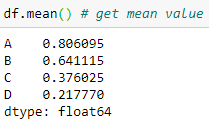 df.mean() # get mean value
A    0.806095
B    0.641115
C    0.376025
D    0.217770
dtype: float64